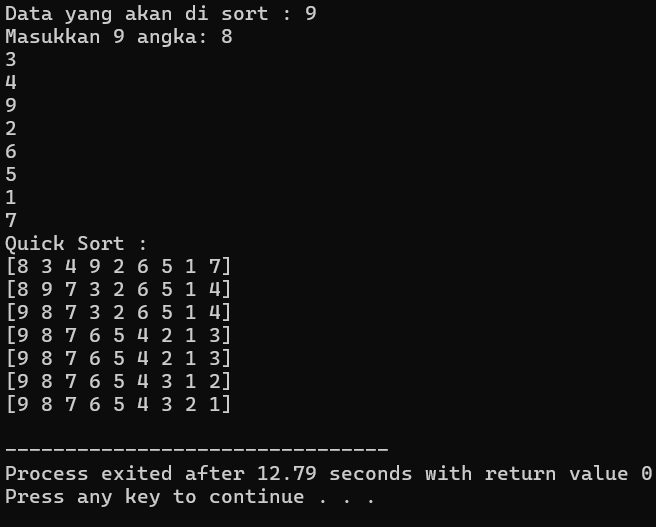 Data yang akan di sort : 9
Masukkan 9 angka: 8
3
4
9
2
6
5
1
7
Quick Sort :
[8 3 4 9 2 6 5 1 7]
[8 9 7 3 2 6 5 1 4]
[9 8 7 3 2 6 5 1 4]
[9 8 7 6 5 4 2 1 3]
[9 8 7 6 5 4 2 1 3]
[9 8 7 6 5 4 3 1 2]
[9 8 7 6 5 4 3 2 1]
--------------------------------
Process exited after 12.79 seconds with return value 0
Press any key to continue . . .